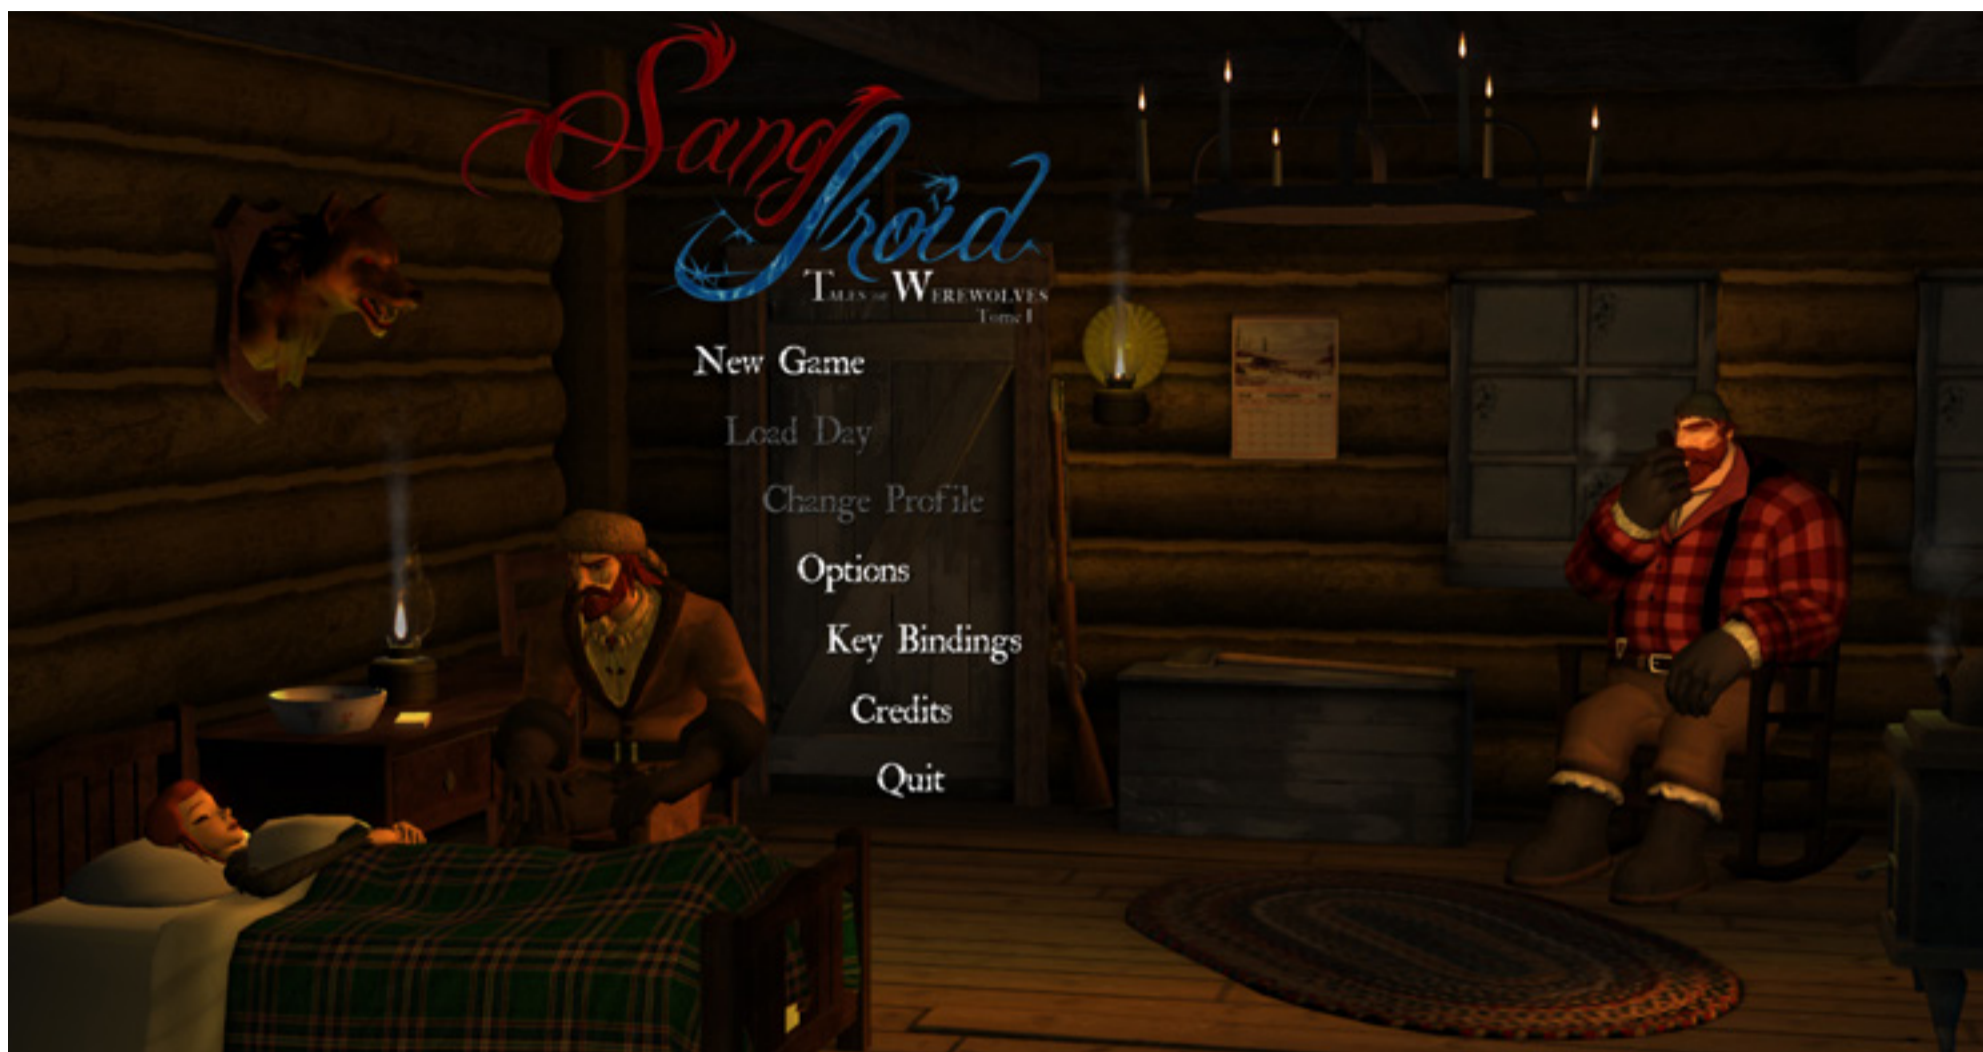 Sang
Froid
Tales of Werewolves
Tome I
New Game
Load Day
Change Profile
Options
Key Bindings
Credits
Quit